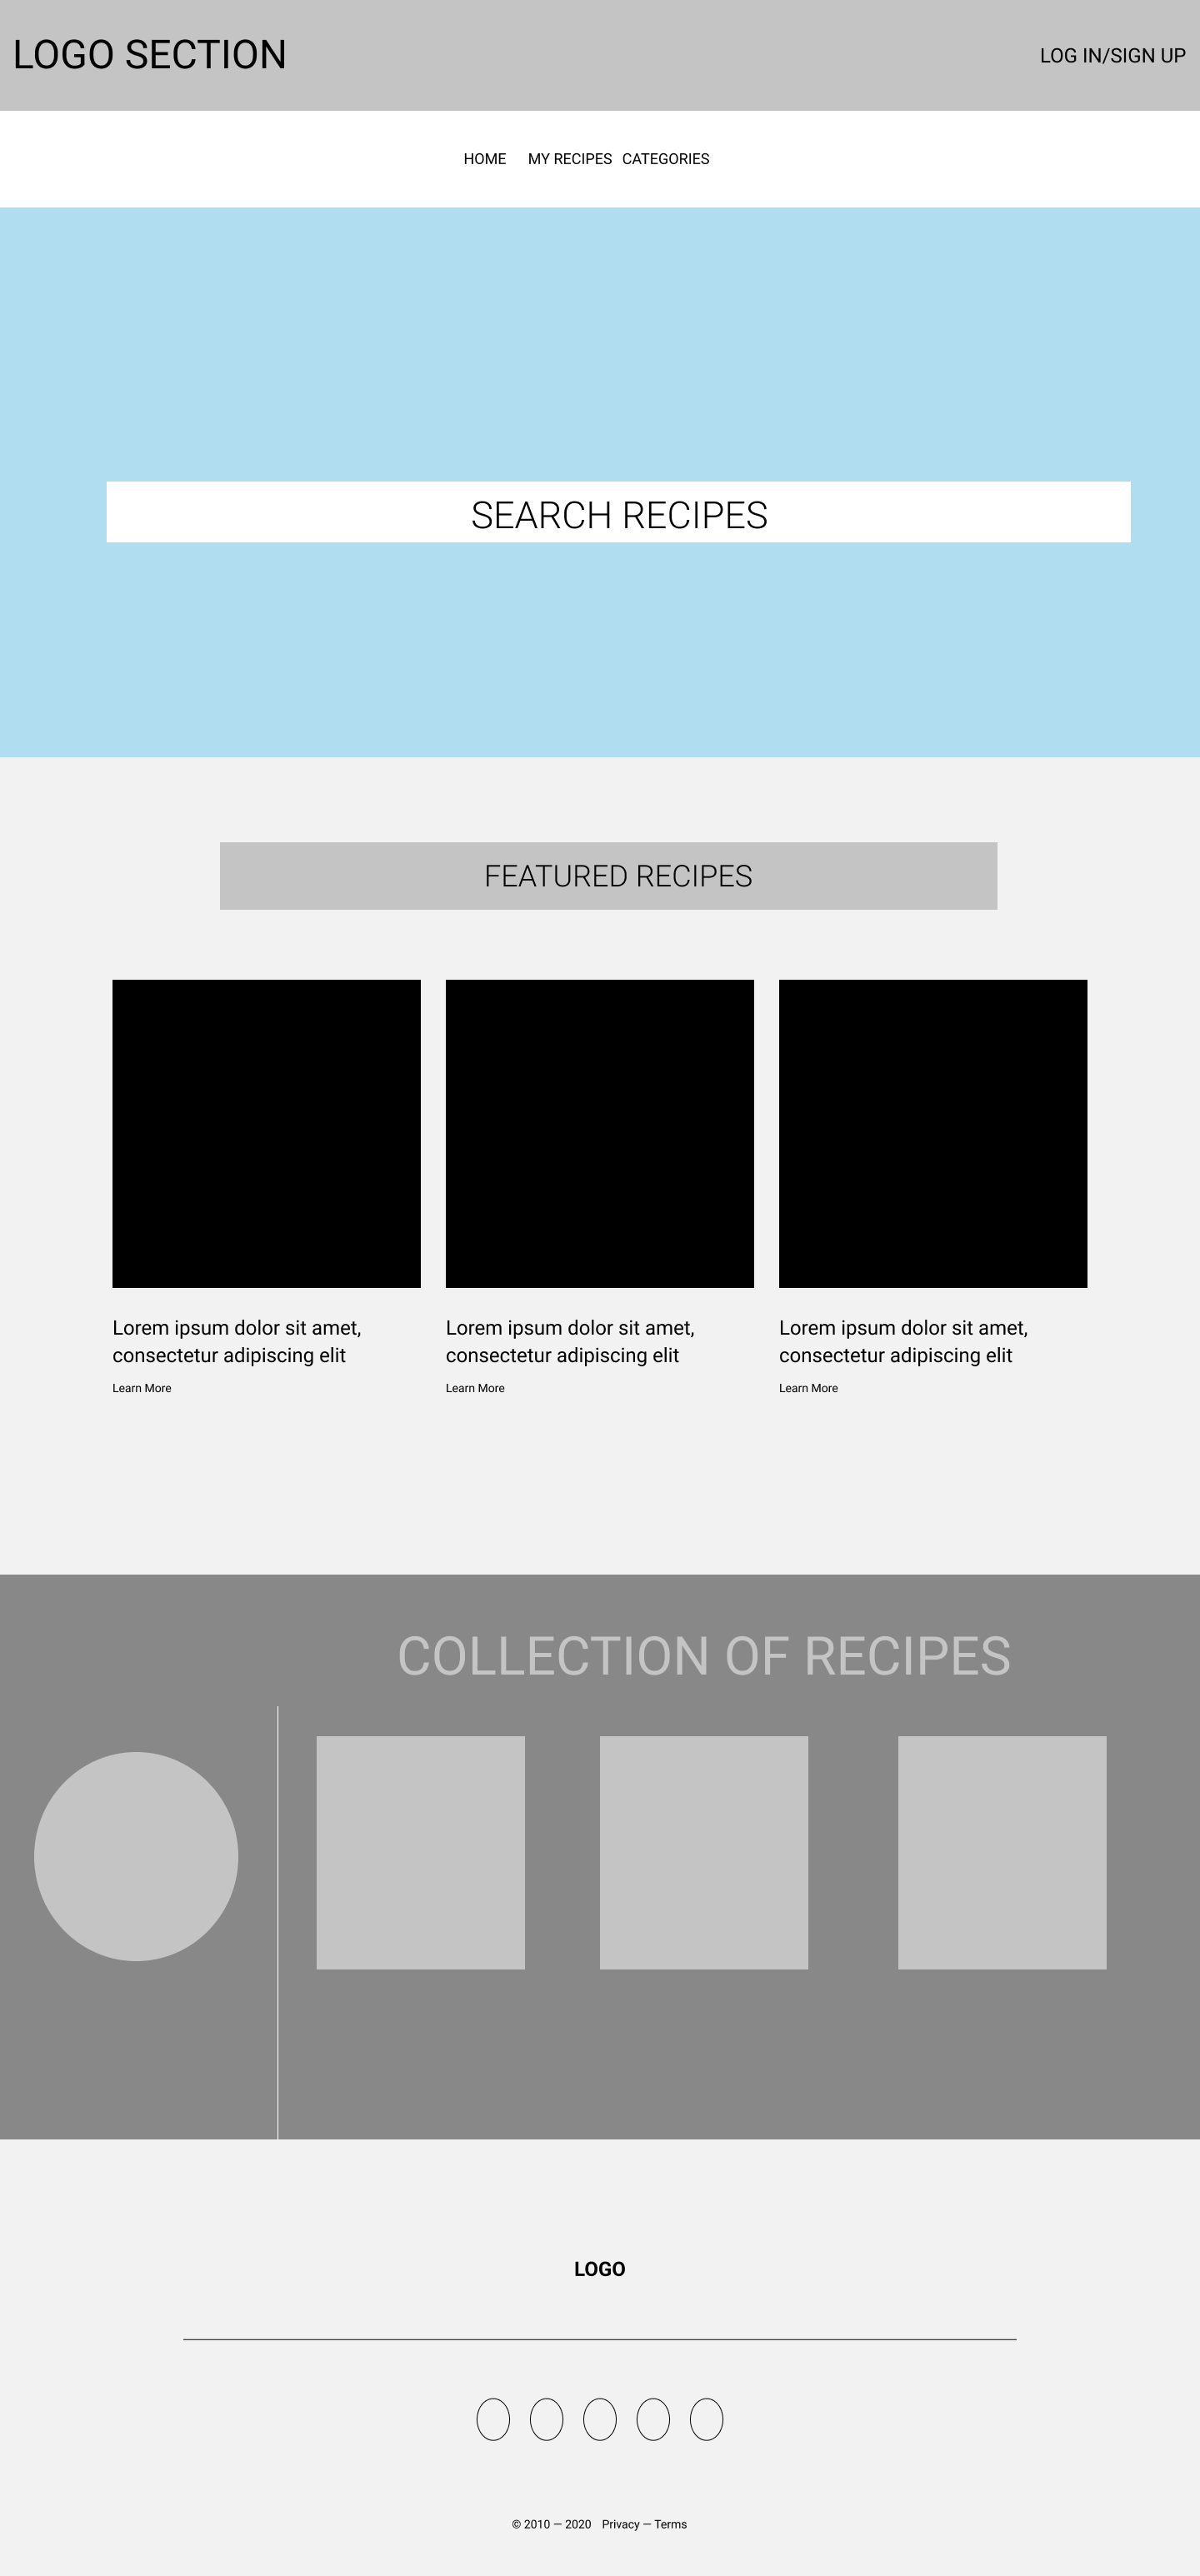 LOGO SECTION
LOG IN/SIGN UP
HOME MY RECIPES CATEGORIES
SEARCH RECIPES
FEATURED RECIPES
Lorem ipsum dolor sit amet,
consectetur adipiscing elit
Learn More
Lorem ipsum dolor sit amet,
consectetur adipiscing elit
Learn More
Lorem ipsum dolor sit amet,
consectetur adipiscing elit
Learn More
COLLECTION OF RECIPES
LOGO
© 2010 — 2020 Privacy — Terms